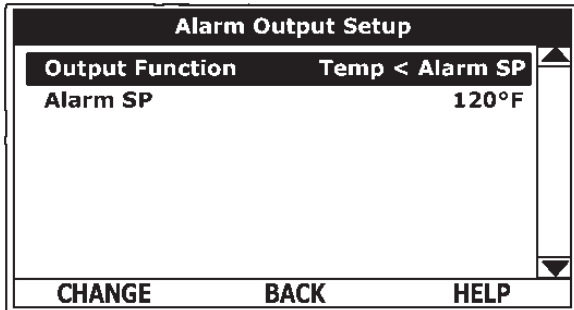 Alarm Output Setup
Output Function Temp < Alarm SP
Alarm SP 120°F
CHANGE BACK HELP